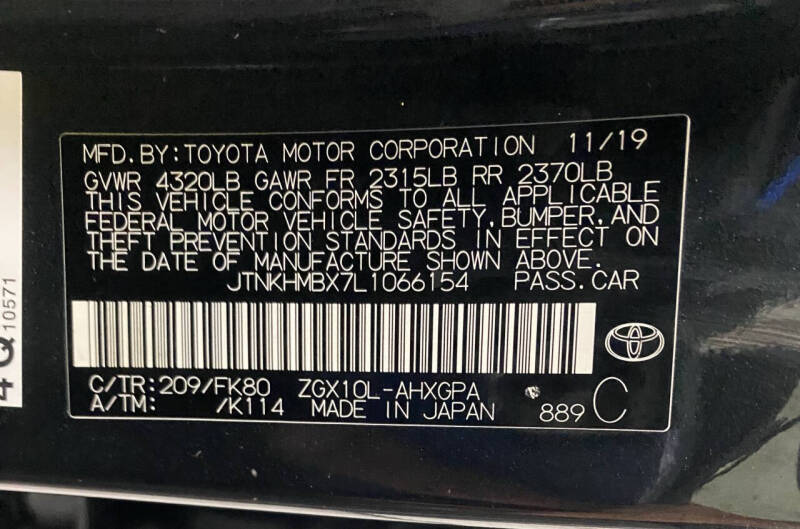 MFD. BY: TOYOTA MOTOR CORPORATION 11/19
GVWR 4320LB GAWR FR 2315LB RR 2370LB
THIS VEHICLE CONFORMS TO ALL APPLICABLE
FEDERAL MOTOR VEHICLE SAFETY, BUMPER, AND
THEFT PREVENTION STANDARDS IN EFFECT ON
THE DATE OF MANUFACTURE SHOWN ABOVE.
JTNKHMBX7L1066154 PASS. CAR
C/TR: 209/FK80 ZGX10L-AHXGPA
A/TM: /K114 MADE IN JAPAN 889 C
4Q 10571